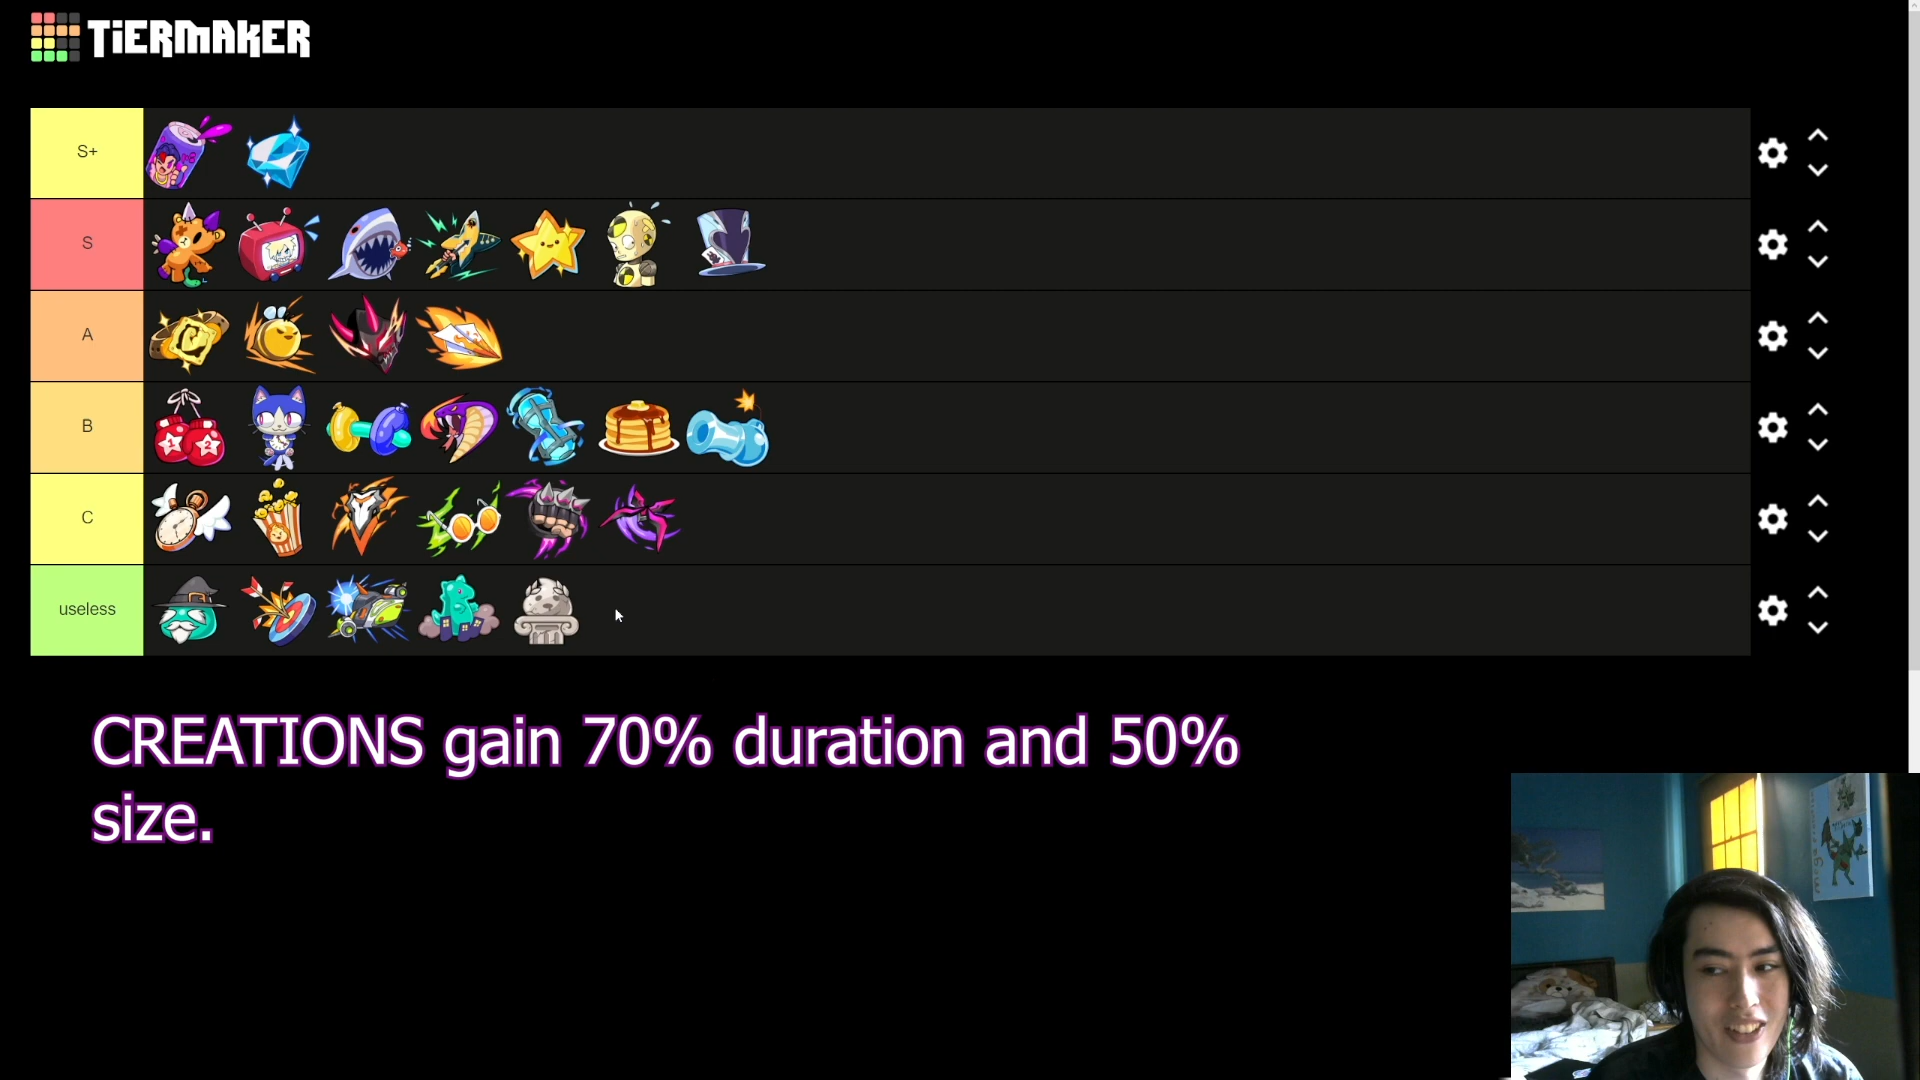 TiERMAKER
S+
S
A
B
C
useless
CREATIONS gain 70% duration and 50%
size.